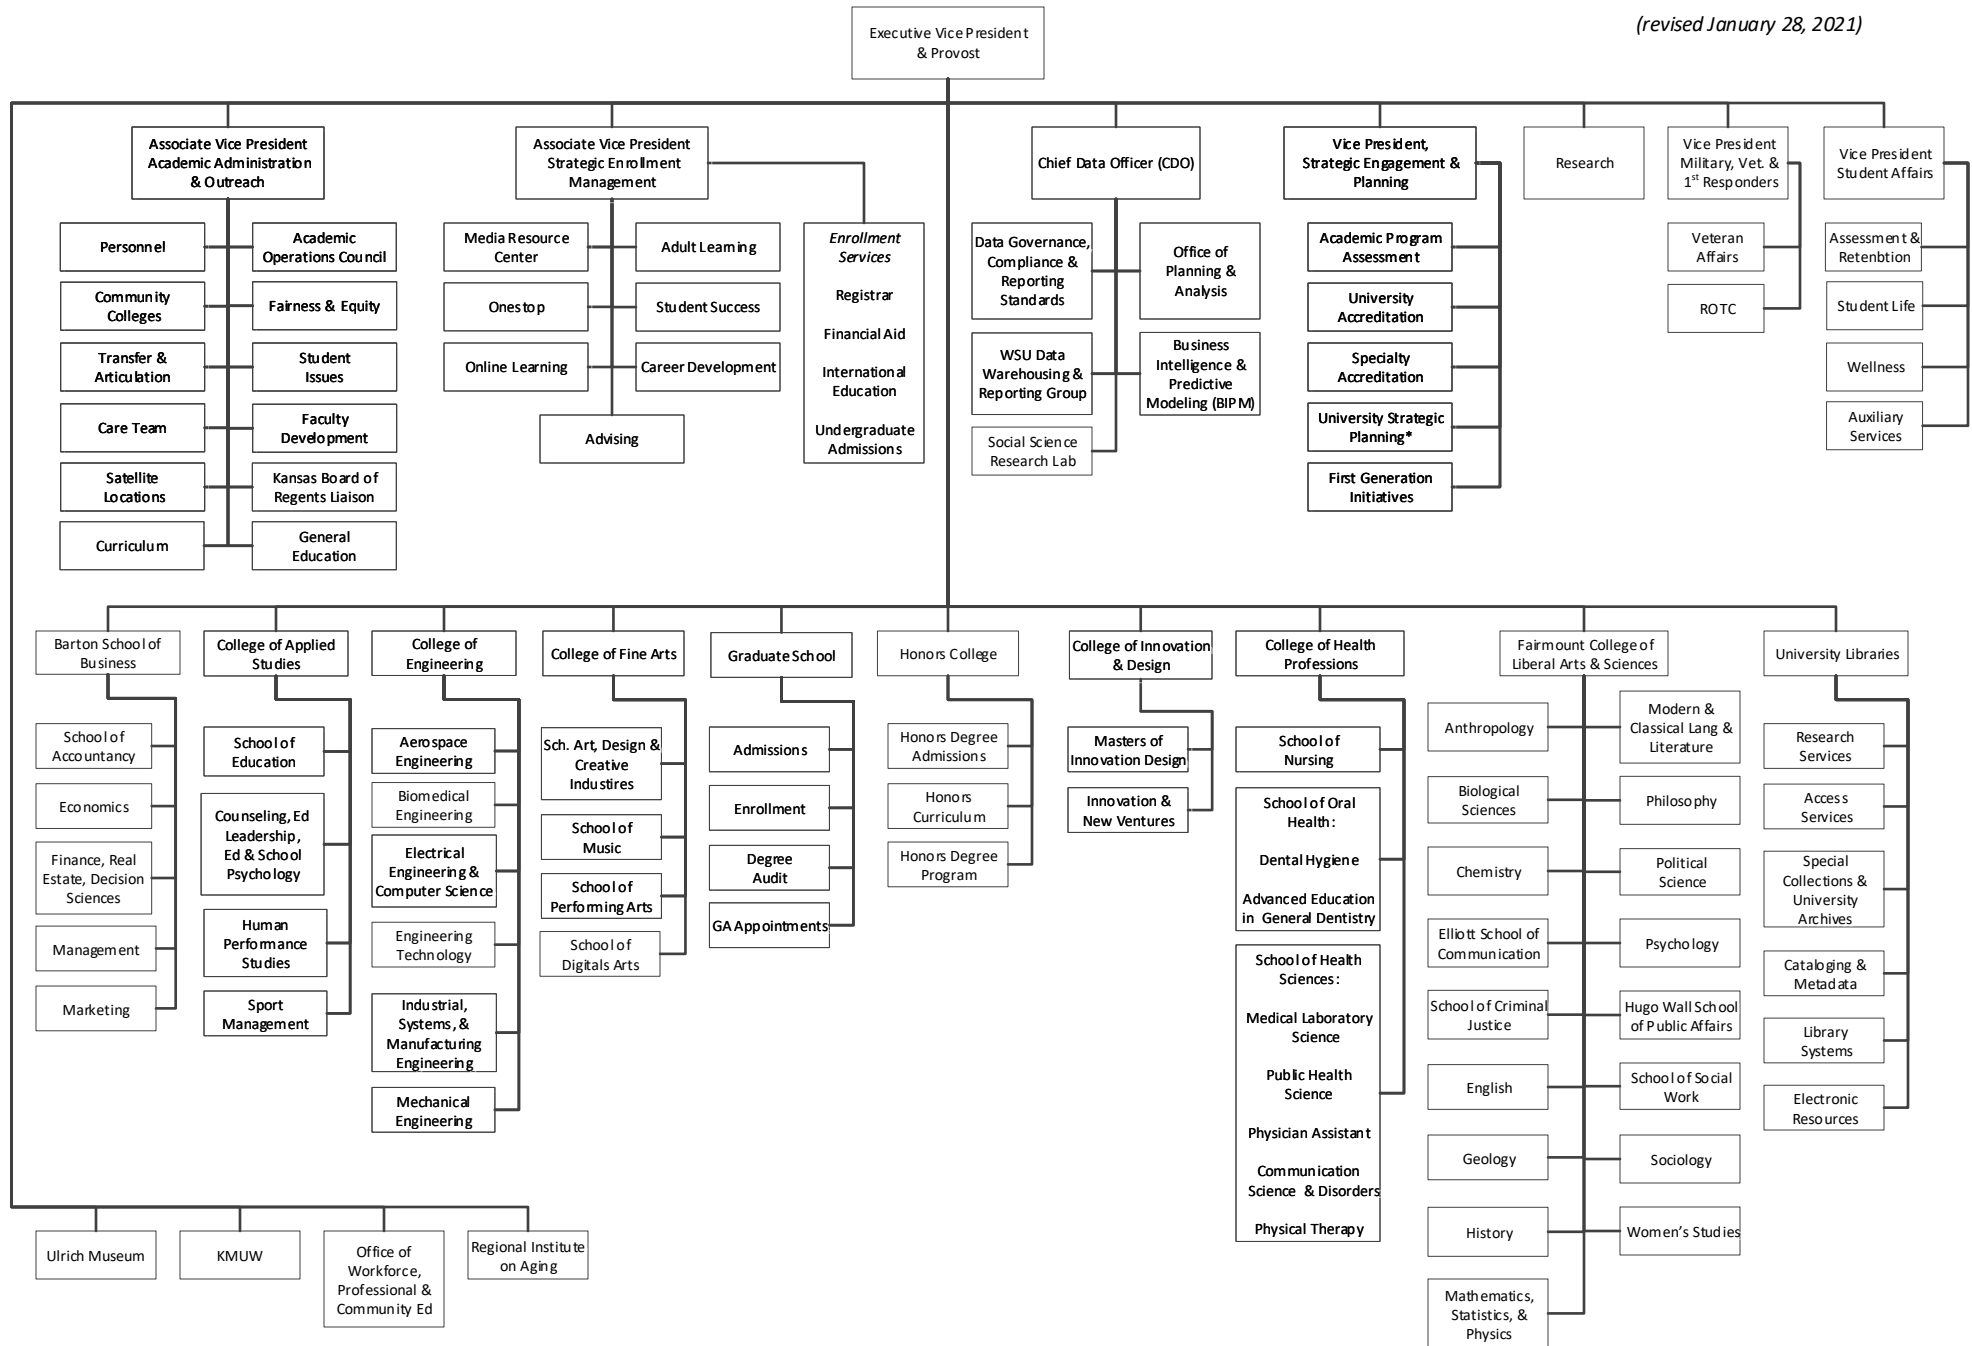 (revised January 28, 2021)
Executive Vice President
& Provost
Associate Vice President
Academic Administration
& Outreach
Personnel
Academic
Operations Council
Community
Colleges
Fairness & Equity
Transfer &
Articulation
Student
Issues
Care Team
Faculty
Development
Satellite
Locations
Kansas Board of
Regents Liaison
Curriculum
General
Education
Associate Vice President
Strategic Enrollment
Management
Media Resource
Center
Adult Learning
Onestop
Student Success
Online Learning
Career Development
Advising
Enrollment
Services
Registrar
Financial Aid
International
Education
Undergraduate
Admissions
Chief Data Officer (CDO)
Data Governance,
Compliance &
Reporting
Standards
Office of
Planning &
Analysis
WSU Data
Warehousing &
Reporting Group
Business
Intelligence &
Predictive
Modeling (BIPM)
Social Science
Research Lab
Vice President,
Strategic Engagement &
Planning
Academic Program
Assessment
University
Accreditation
Specialty
Accreditation
University Strategic
Planning*
First Generation
Initiatives
Research
Vice President
Military, Vet. &
1st Responders
Veteran
Affairs
ROTC
Vice President
Student Affairs
Assessment &
Retenbtion
Student Life
Wellness
Auxiliary
Services
Barton School of
Business
School of
Accountancy
Economics
Finance, Real
Estate, Decision
Sciences
Management
Marketing
College of Applied
Studies
School of
Education
Counseling, Ed
Leadership,
Ed & School
Psychology
Human
Performance
Studies
Sport
Management
College of
Engineering
Aerospace
Engineering
Biomedical
Engineering
Electrical
Engineering &
Computer Science
Engineering
Technology
Industrial,
Systems, &
Manufacturing
Engineering
Mechanical
Engineering
College of Fine Arts
Sch. Art, Design &
Creative
Industires
School of
Music
School of
Performing Arts
School of
Digitals Arts
Graduate School
Admissions
Enrollment
Degree
Audit
GA Appointments
Honors College
Honors Degree
Admissions
Honors
Curriculum
Honors Degree
Program
College of Innovation
& Design
Masters of
Innovation Design
Innovation &
New Ventures
College of Health
Professions
School of
Nursing
School of Oral
Health:
Dental Hygiene
Advanced Education
in General Dentistry
School of Health
Sciences:
Medical Laboratory
Science
Public Health
Science
Physician Assistant
Communication
Science & Disorders
Physical Therapy
Fairmount College of
Liberal Arts & Sciences
Anthropology
Modern &
Classical Lang &
Literature
Biological
Sciences
Philosophy
Chemistry
Political
Science
Elliott School of
Communication
Psychology
School of Criminal
Justice
Hugo Wall School
of Public Affairs
English
School of Social
Work
Geology
Sociology
History
Women's Studies
Mathematics,
Statistics, &
Physics
University Libraries
Research
Services
Access
Services
Special
Collections &
University
Archives
Cataloging &
Metadata
Library
Systems
Electronic
Resources
Ulrich Museum
KMUW
Office of
Workforce,
Professional &
Community Ed
Regional Institute
on Aging